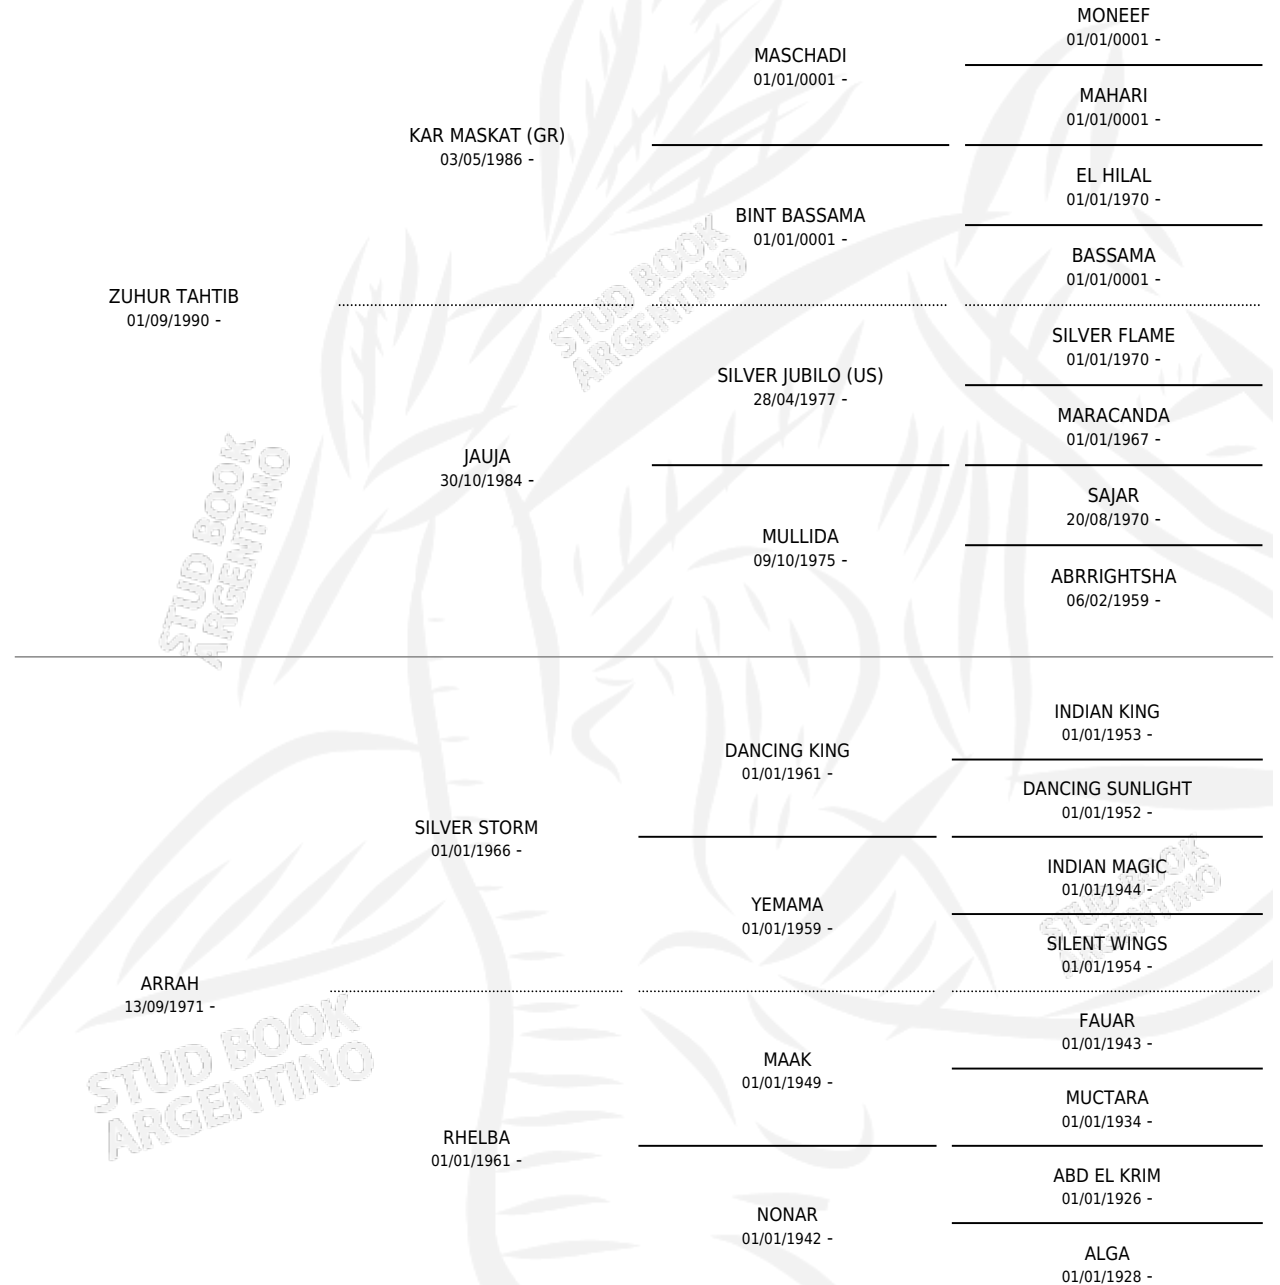 MONEEF
01/01/0001 -
MASCHADI
01/01/0001 -
MAHARI
01/01/0001 -
KAR MASKAT (GR)
03/05/1986 -
EL HILAL
01/01/1970 -
BINT BASSAMA
01/01/0001 -
BASSAMA
01/01/0001 -
ZUHUR TAHTIB
01/09/1990 -
STUD BOOK
ARGENTINO
SILVER FLAME
01/01/1970 -
SILVER JUBILO (US)
28/04/1977 -
MARACANDA
01/01/1967 -
JAUJA
30/10/1984 -
SAJAR
20/08/1970 -
MULLIDA
09/10/1975 -
ABRRIGHTSHA
06/02/1959 -
STUD BOOK
ARGENTINO
INDIAN KING
01/01/1953 -
DANCING KING
01/01/1961 -
DANCING SUNLIGHT
01/01/1952 -
SILVER STORM
01/01/1966 -
INDIAN MAGIC
01/01/1944 -
YEMAMA
01/01/1959 -
SILENT WINGS
01/01/1954 -
STUD BOOK
ARGENTINO
ARRAH
13/09/1971 -
FAUAR
01/01/1943 -
MAAK
01/01/1949 -
MUCTARA
01/01/1934 -
STUD BOOK
ARGENTINO
RHELBA
01/01/1961 -
ABD EL KRIM
01/01/1926 -
NONAR
01/01/1942 -
ALGA
01/01/1928 -